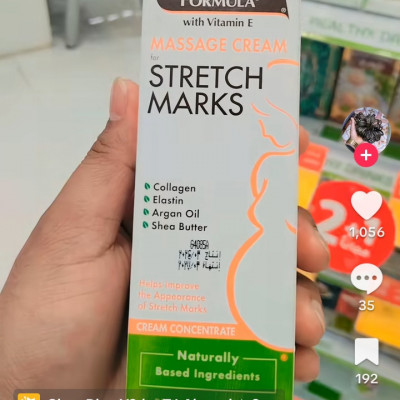 FORMULA®
with Vitamin E
MASSAGE CREAM
for
STRETCH
MARKS
Collagen
Elastin
Argan Oil
Shea Butter
G4005A
Helps Improve
the Appearance
of Stretch Marks
CREAM CONCENTRATE
Naturally
Based Ingredients
1,056
35
192